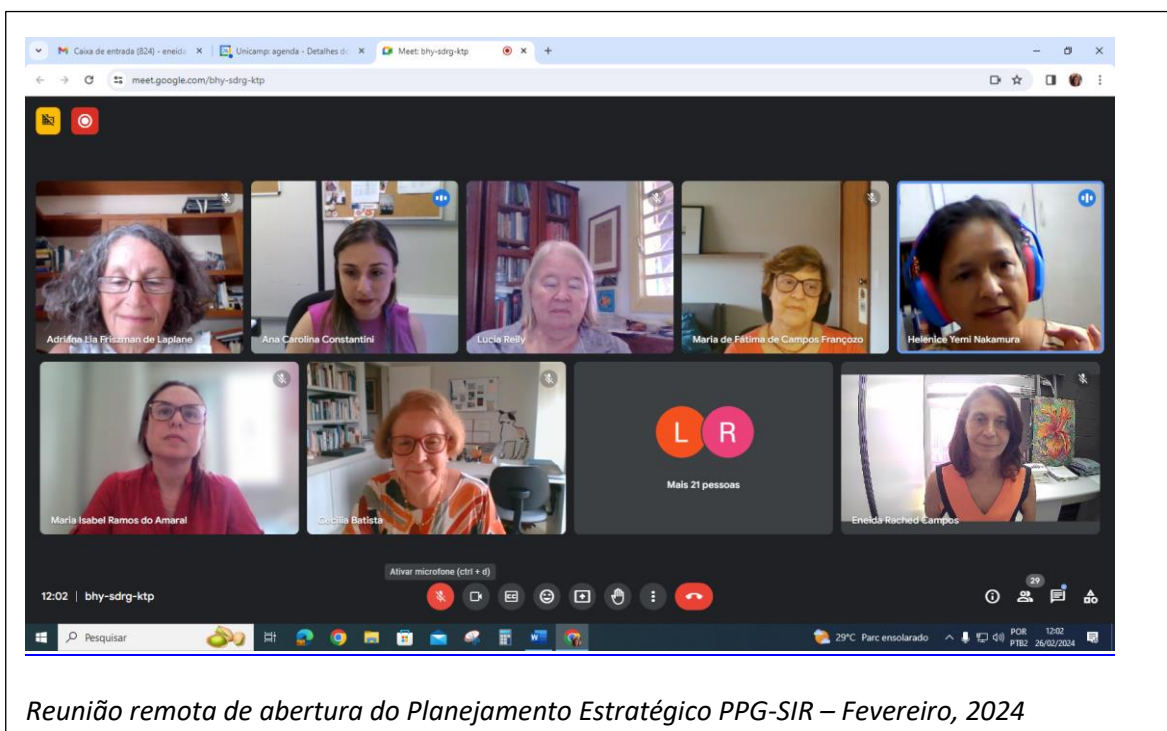 Caixa de entrada (824) - eneida
Unicamp: agenda - Detalhes do
Meet: bhy-sdrg-ktp
meet.google.com/bhy-sdrg-ktp
Adriana Lia Friszman de Laplane
Ana Carolina Constantini
Lucia Reily
Maria de Fátima de Campos Françozo
Helenice Yemi Nakamura
Maria Isabel Ramos do Amaral
Cecilia Batista
L R
Mais 21 pessoas
Eneida Rached Campos
Ativar microfone (ctrl + d)
12:02 | bhy-sdrg-ktp
29
Pesquisar
29°C Parc ensolarado
POR
PTB2
12:02
26/02/2024
Reunião remota de abertura do Planejamento Estratégico PPG-SIR – Fevereiro, 2024